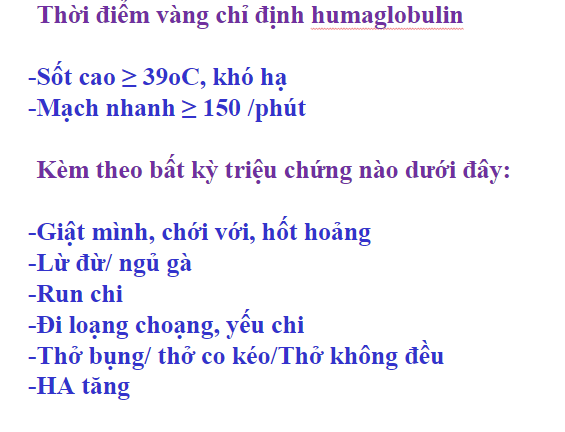 Thời điểm vàng chỉ định humaglobulin
-Sốt cao ≥ 39oC, khó hạ
-Mạch nhanh ≥ 150 /phút
Kèm theo bất kỳ triệu chứng nào dưới đây:
-Giật mình, chới với, hốt hoảng
-Lừ đừ/ ngủ gà
-Run chi
-Đi loạng choạng, yếu chi
-Thở bụng/ thở co kéo/Thở không đều
-HA tăng